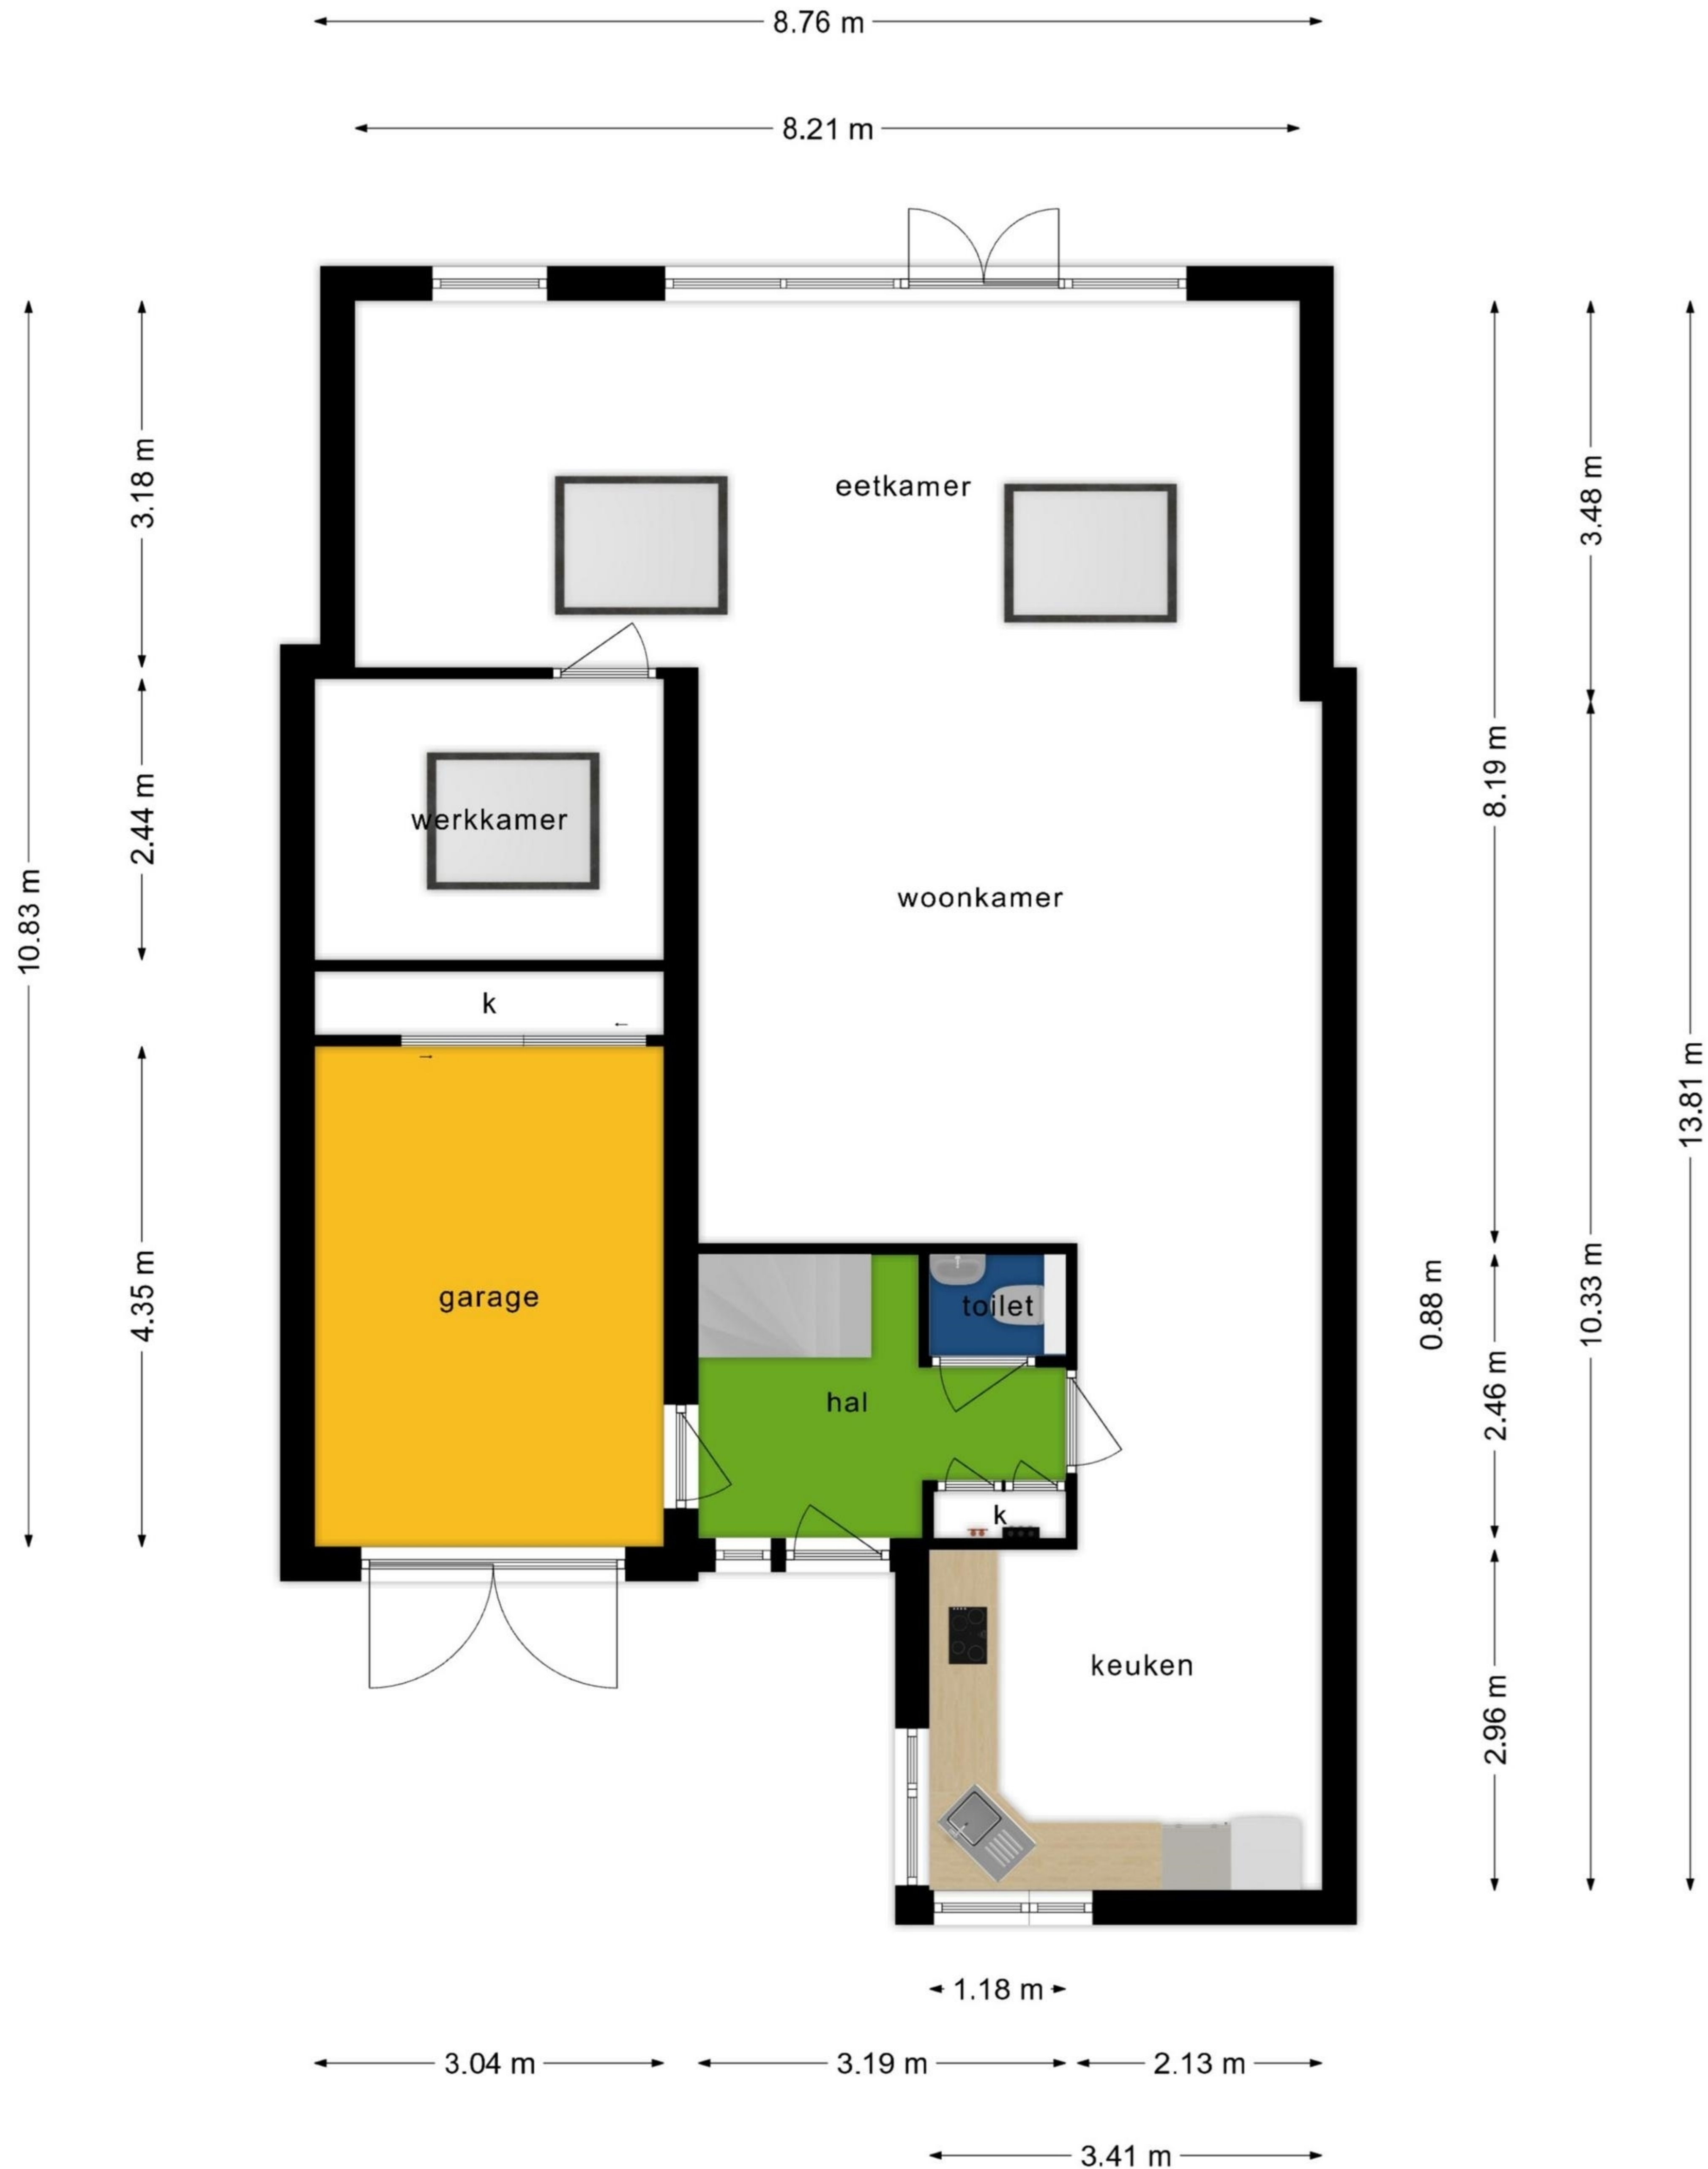 8.76 m
8.21 m
3.18 m
3.48 m
eetkamer
8.19 m
2.44 m
werkkamer
woonkamer
10.83 m
k
13.81 m
garage
4.35 m
toilet
0.88 m
10.33 m
hal
2.46 m
k
keuken
2.96 m
1.18 m
3.04 m
3.19 m
2.13 m
3.41 m